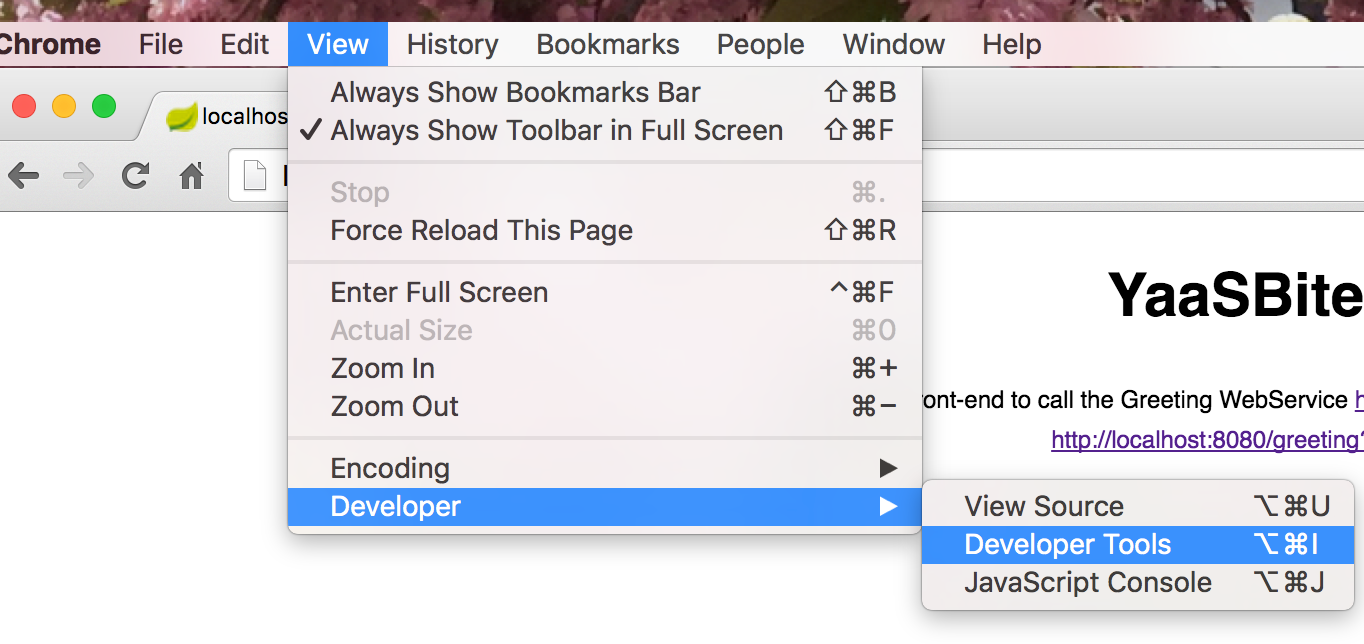 Chrome File Edit View History Bookmarks People Window Help
localhos
Always Show Bookmarks Bar ⇧⌘B
✓ Always Show Toolbar in Full Screen ⇧⌘F
Stop ⌘.
Force Reload This Page ⇧⌘R
Enter Full Screen ^⌘F
Actual Size ⌘0
Zoom In ⌘+
Zoom Out ⌘−
Encoding ▶
Developer ▶
View Source ⌥⌘U
Developer Tools ⌥⌘I
JavaScript Console ⌥⌘J
YaaSBite
ont-end to call the Greeting WebService h
http://localhost:8080/greeting?